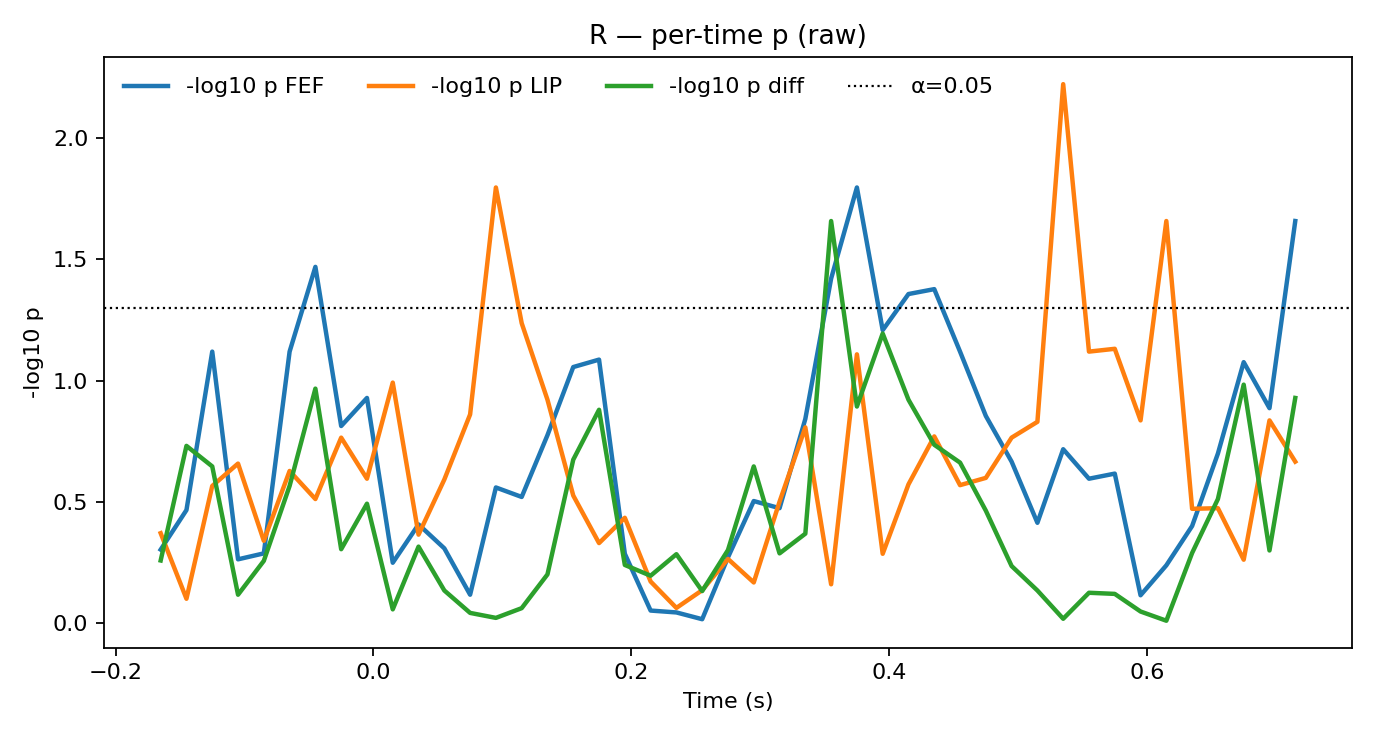 R — per-time p (raw)
-log10 p FEF
-log10 p LIP
-log10 p diff
α=0.05
-log10 p
2.0
1.5
1.0
0.5
0.0
−0.2
0.0
0.2
0.4
0.6
Time (s)